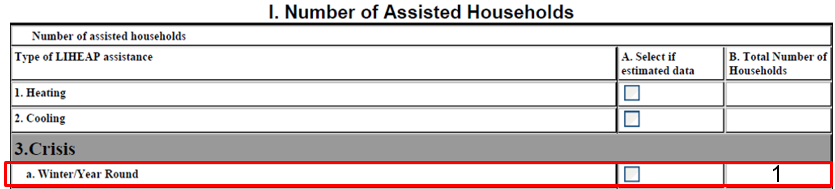 I. Number of Assisted Households
Number of assisted households
Type of LIHEAP assistance
A. Select if
estimated data
B. Total Number of
Households
1. Heating
2. Cooling
3.Crisis
a. Winter/Year Round
1